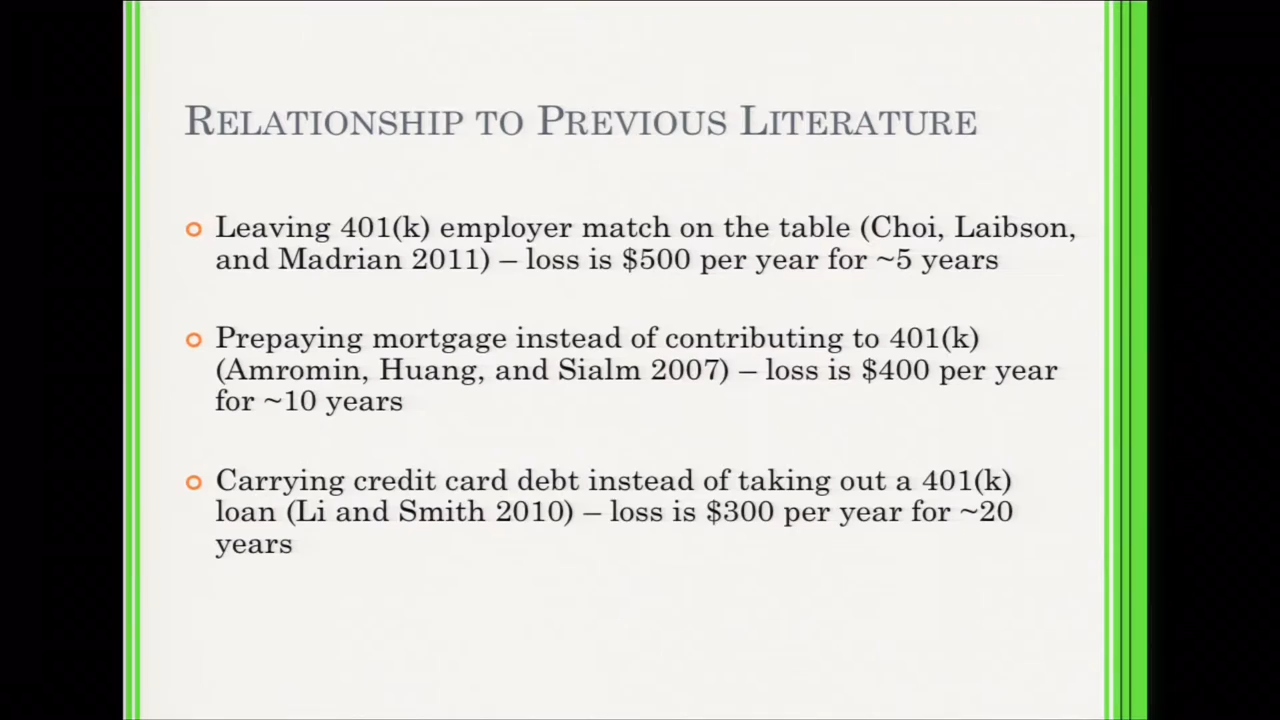 RELATIONSHIP TO PREVIOUS LITERATURE
Leaving 401(k) employer match on the table (Choi, Laibson,
and Madrian 2011) – loss is $500 per year for ~5 years
Prepaying mortgage instead of contributing to 401(k)
(Amromin, Huang, and Sialm 2007) – loss is $400 per year
for ~10 years
Carrying credit card debt instead of taking out a 401(k)
loan (Li and Smith 2010) – loss is $300 per year for ~20
years